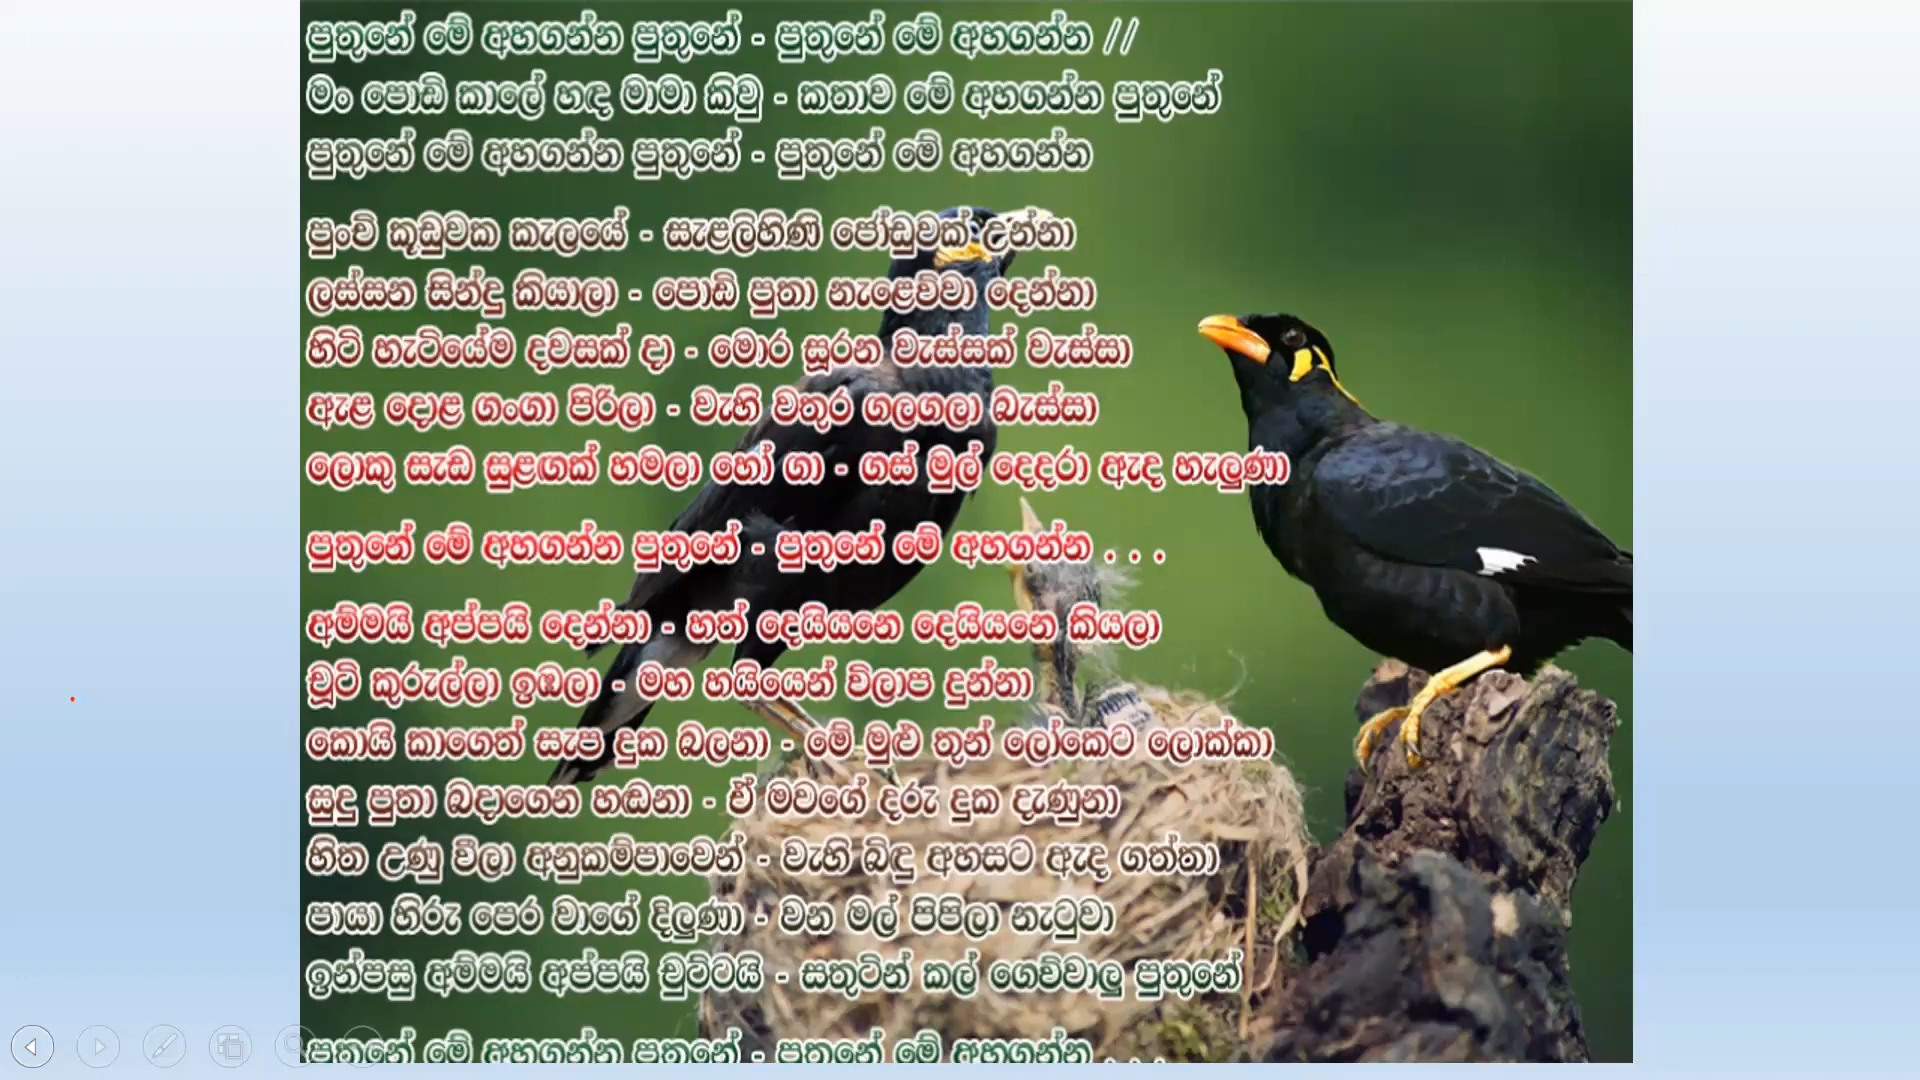 පුතුනේ මේ අහගන්න පුතුනේ - පුතුනේ මේ අහගන්න //
මං පොඩි කාලේ හඳ මාමා කිවු - කතාව මේ අහගන්න පුතුනේ
පුතුනේ මේ අහගන්න පුතුනේ - පුතුනේ මේ අහගන්න
පුංචි කූඩුවක කැලයේ - සැළලිහිණි ජෝඩුවක් උන්නා
ලස්සන සින්දු කියාලා - පොඩි පුතා නැළෙව්වා දෙන්නා
හිටි හැටියේම දවසක් දා - මොර සූරන වැස්සක් වැස්සා
ඇළ දොළ ගංගා පිරිලා - වැහි වතුර ගලගලා බැස්සා
ලොකු සැඩ සුළඟක් හමලා හෝ ගා - ගස් මුල් දෙදරා ඇද හැලුණා
පුතුනේ මේ අහගන්න පුතුනේ - පුතුනේ මේ අහගන්න . . .
අම්මයි අප්පයි දෙන්නා - හත් දෙයියනෙ දෙයියනෙ කියලා
චූටි කුරුල්ලා ඉඹලා - මහ හයියෙන් විලාප දුන්නා
කොයි කාගෙත් සැප දුක බලනා - මේ මුළු තුන් ලෝකෙට ලොක්කා
සුදු පුතා බදාගෙන හඬනා - ඒ මවගේ දරු දුක දැණුනා
හිත උණු වීලා අනුකම්පාවෙන් - වැහි බිඳු අහසට ඇද ගත්තා
පායා හිරු පෙර වාගේ දිලුණා - වන මල් පිපිලා නැටුවා
ඉන්පසු අම්මයි අප්පයි චුට්ටයි - සතුටින් කල් ගෙව්වාලු පුතුනේ
පුතුනේ මේ අහගන්න පුතුනේ - පුතුනේ මේ අහගන්න . . .